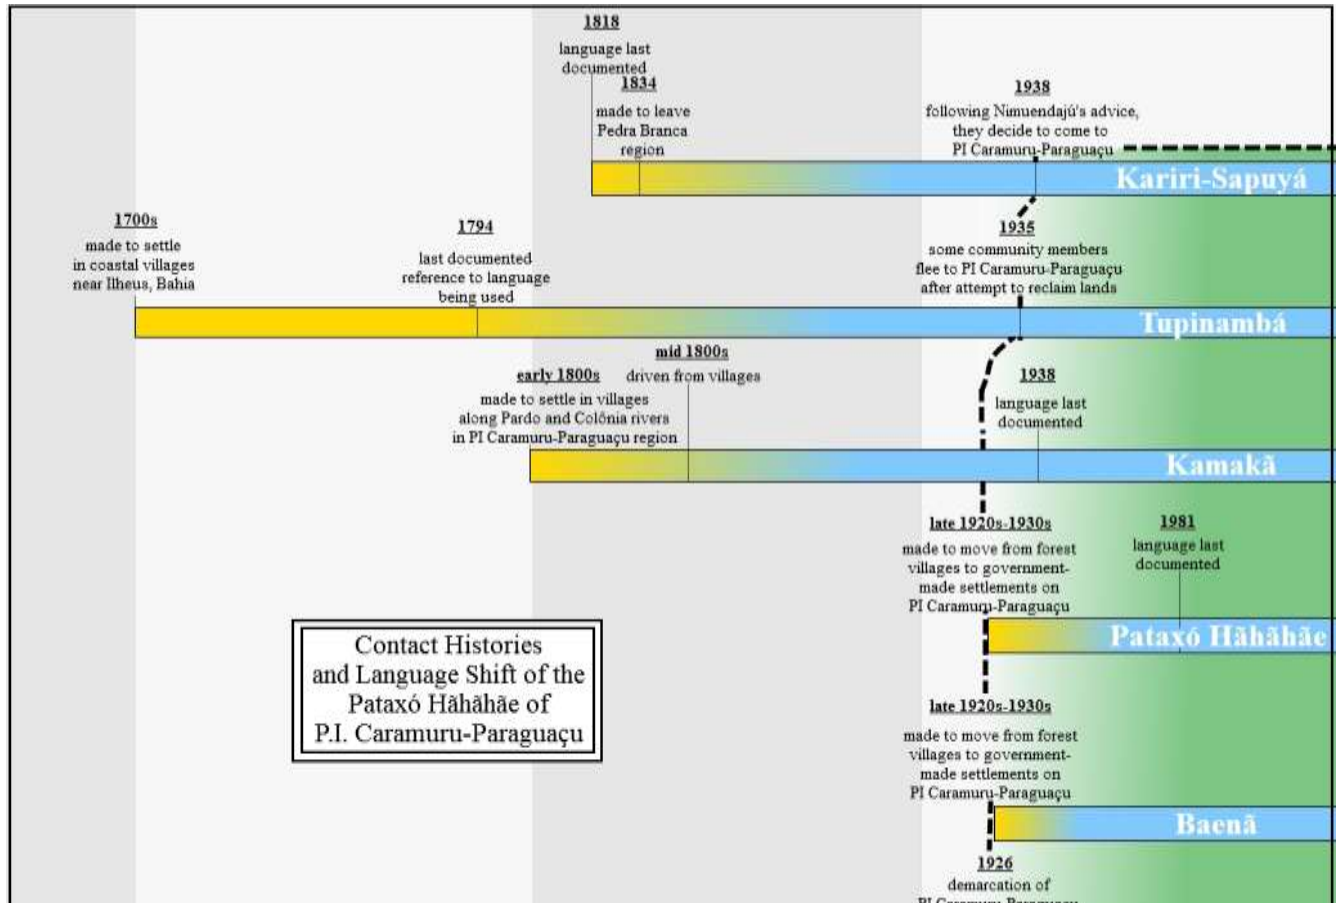 1818
language last
documented
1834
made to leave
Pedra Branca
region
1938
following Nimuendajú's advice,
they decide to come to
PI Caramuru-Paraguaçu
Kariri-Sapuyá
1700s
made to settle
in coastal villages
near Ilheus, Bahia
1794
last documented
reference to language
being used
1935
some community members
flee to PI Caramuru-Paraguaçu
after attempt to reclaim lands
Tupinambá
early 1800s
made to settle in villages
along Pardo and Colônia rivers
in PI Caramuru-Paraguaçu region
mid 1800s
driven from villages
1938
language last
documented
Kamakã
late 1920s-1930s
made to move from forest
villages to government-
made settlements on
PI Caramuru-Paraguaçu
1981
language last
documented
Pataxó Hãhãhãe
Contact Histories
and Language Shift of the
Pataxó Hãhãhãe of
P.I. Caramuru-Paraguaçu
late 1920s-1930s
made to move from forest
villages to government-
made settlements on
PI Caramuru-Paraguaçu
Baenã
1926
demarcation of
PI Caramuru-Paraguaçu